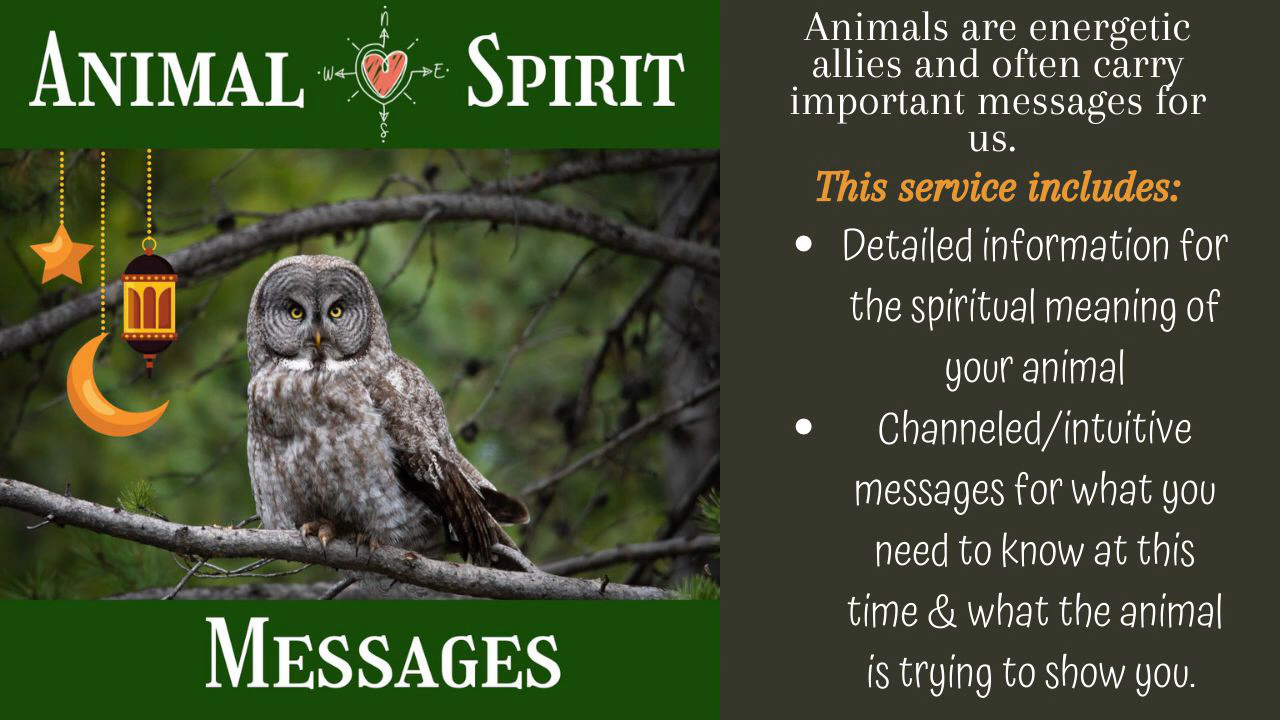 Animal Spirit
n
W E
s
Messages
Animals are energetic
allies and often carry
important messages for
us.
This service includes:
• Detailed information for
the spiritual meaning of
your animal
• Channeled/intuitive
messages for what you
need to know at this
time & what the animal
is trying to show you.